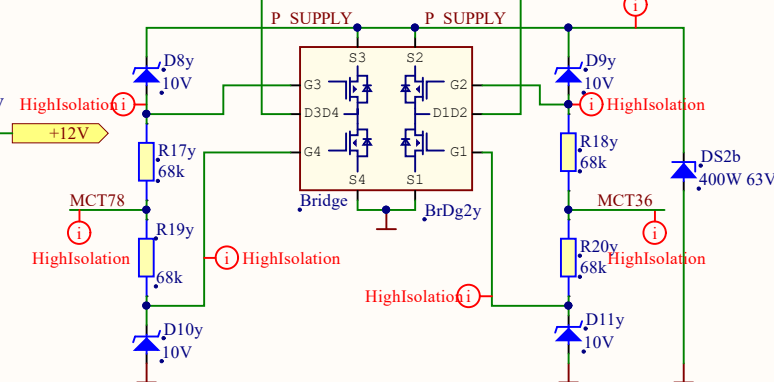 P SUPPLY
P SUPPLY
i
S3
S2
D8y
10V
D9y
10V
HighIsolation i
G3
G2
i HighIsolation
D3D4
D1D2
+12V
R17y
68k
R18y
68k
G4
G1
DS2b
400W 63V
S4
S1
MCT78
Bridge
BrDg2y
MCT36
i
HighIsolation
R19y
68k
i HighIsolation
R20y
68k
i
HighIsolation
HighIsolation i
D10y
10V
D11y
10V